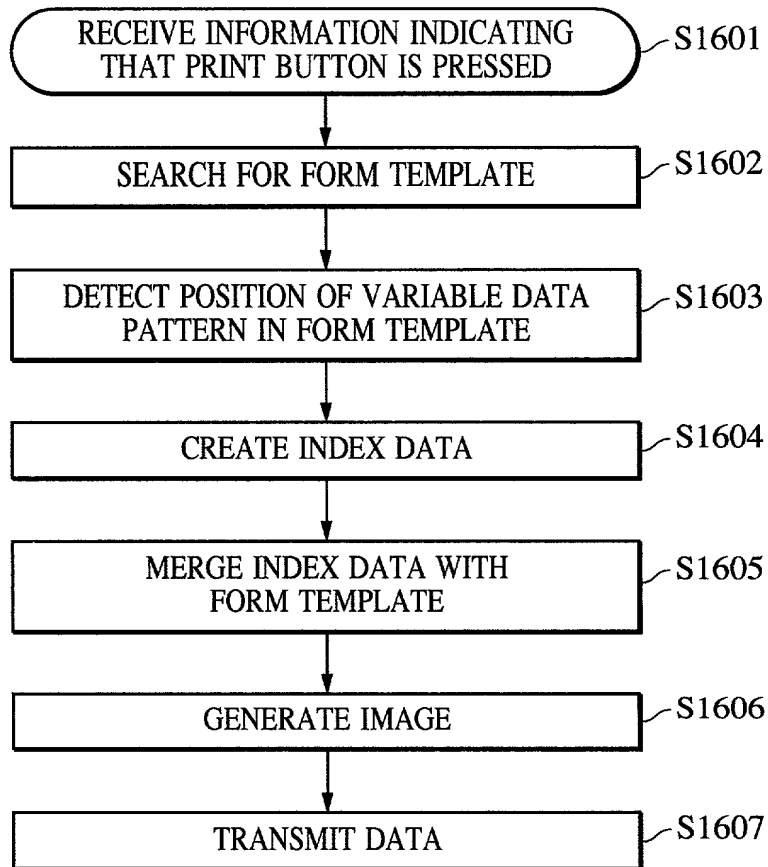 RECEIVE INFORMATION INDICATING
THAT PRINT BUTTON IS PRESSED
S1601
SEARCH FOR FORM TEMPLATE
S1602
DETECT POSITION OF VARIABLE DATA
PATTERN IN FORM TEMPLATE
S1603
CREATE INDEX DATA
S1604
MERGE INDEX DATA WITH
FORM TEMPLATE
S1605
GENERATE IMAGE
S1606
TRANSMIT DATA
S1607